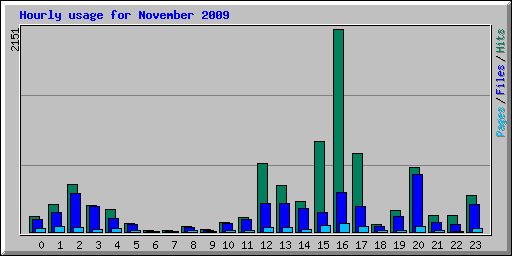 Hourly usage for November 2009
2151
Pages/Files/Hits
0 1 2 3 4 5 6 7 8 9 10 11 12 13 14 15 16 17 18 19 20 21 22 23